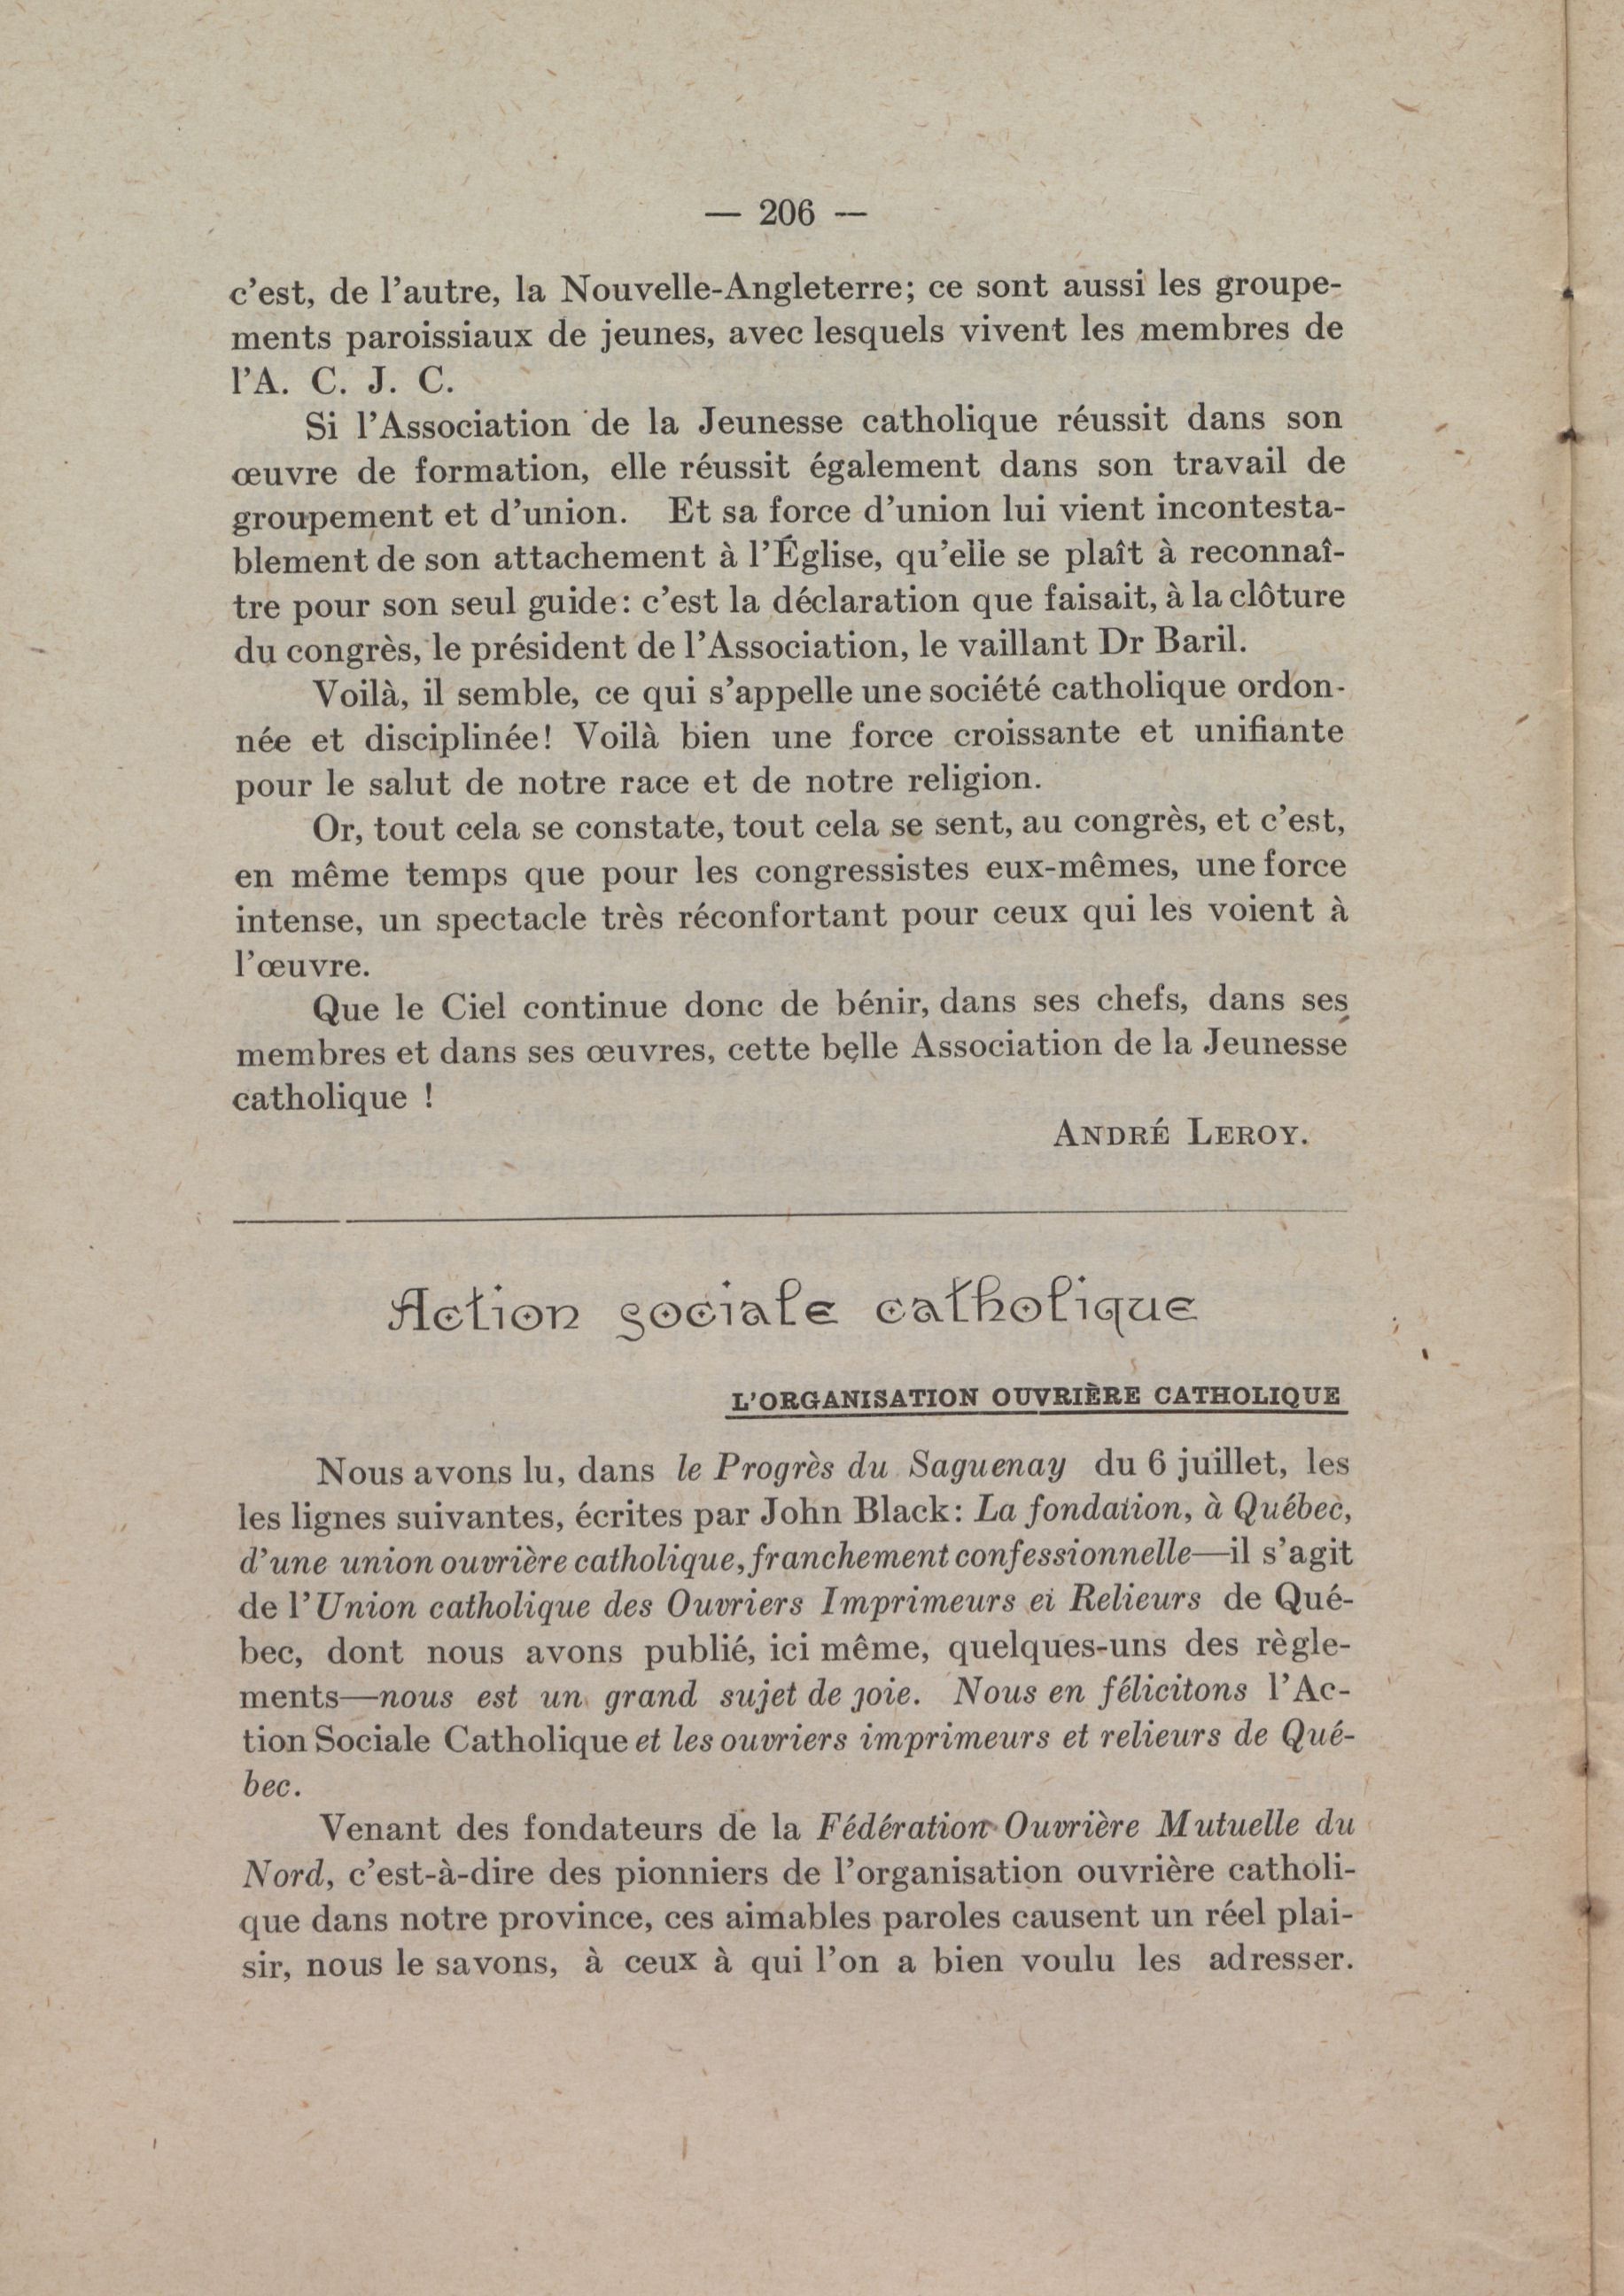 — 206 —
c'est, de l'autre, la Nouvelle-Angleterre; ce sont aussi les groupe-
ments paroissiaux de jeunes, avec lesquels vivent les membres de
l'A. C. J. C.
Si l'Association de la Jeunesse catholique réussit dans son
œuvre de formation, elle réussit également dans son travail de
groupement et d'union. Et sa force d'union lui vient incontesta-
blement de son attachement à l'Église, qu'elle se plaît à reconnaî-
tre pour son seul guide: c'est la déclaration que faisait, à la clôture
du congrès, le président de l'Association, le vaillant Dr Baril.
Voilà, il semble, ce qui s'appelle une société catholique ordon-
née et disciplinée! Voilà bien une force croissante et unifiante
pour le salut de notre race et de notre religion.
Or, tout cela se constate, tout cela se sent, au congrès, et c'est,
en même temps que pour les congressistes eux-mêmes, une force
intense, un spectacle très réconfortant pour ceux qui les voient à
l'œuvre.
Que le Ciel continue donc de bénir, dans ses chefs, dans ses
membres et dans ses œuvres, cette belle Association de la Jeunesse
catholique !
ANDRÉ LEROY.
Action sociale catholique
L'ORGANISATION OUVRIÈRE CATHOLIQUE
Nous avons lu, dans le Progrès du Saguenay du 6 juillet, les
les lignes suivantes, écrites par John Black: La fondation, à Québec,
d'une union ouvrière catholique, franchement confessionnelle—il s'agit
de l'Union catholique des Ouvriers Imprimeurs et Relieurs de Qué-
bec, dont nous avons publié, ici même, quelques-uns des règle-
ments—nous est un grand sujet de joie. Nous en félicitons l'Ac-
tion Sociale Catholique et les ouvriers imprimeurs et relieurs de Qué-
bec.
Venant des fondateurs de la Fédération Ouvrière Mutuelle du
Nord, c'est-à-dire des pionniers de l'organisation ouvrière catholi-
que dans notre province, ces aimables paroles causent un réel plai-
sir, nous le savons, à ceux à qui l'on a bien voulu les adresser.